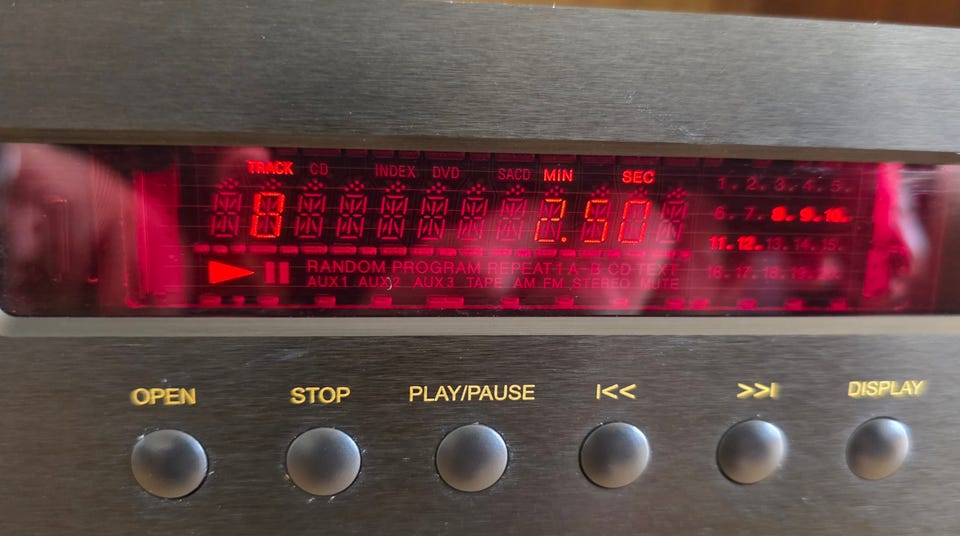 TRACK CD INDEX DVD SACD MIN SEC
8 2.50
1. 2. 3. 4. 5.
6. 7. 8. 9. 10.
11. 12. 13. 14. 15.
16. 17. 18. 19. 20.
RANDOM PROGRAM REPEAT 1 A-B CD TEXT
AUX1 AUX2 AUX3 TAPE AM FM STEREO MUTE
OPEN STOP PLAY/PAUSE I<< >>I DISPLAY